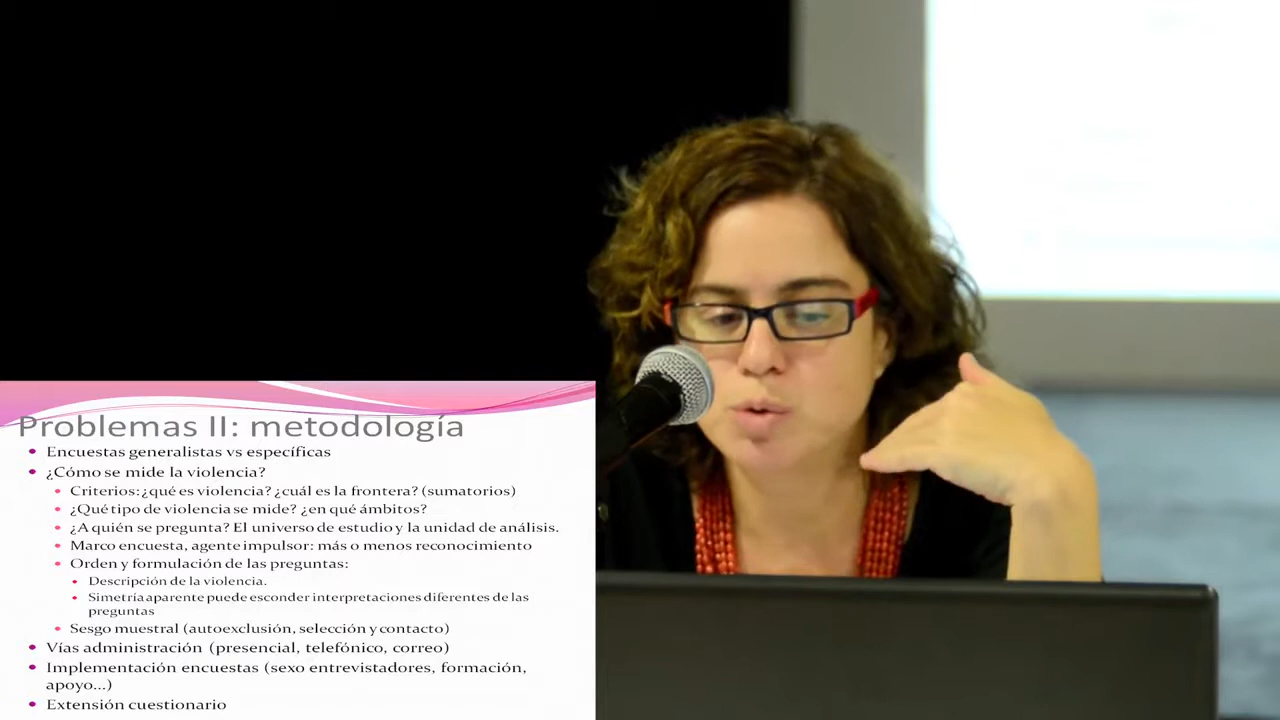 Problemas II: metodología
Encuestas generalistas vs específicas
¿Cómo se mide la violencia?
Criterios: ¿qué es violencia? ¿cuál es la frontera? (sumatorios)
¿Qué tipo de violencia se mide? ¿en qué ámbitos?
¿A quién se pregunta? El universo de estudio y la unidad de análisis.
Marco encuesta, agente impulsor: más o menos reconocimiento
Orden y formulación de las preguntas:
Descripción de la violencia.
Simetría aparente puede esconder interpretaciones diferentes de las
preguntas
Sesgo muestral (autoexclusión, selección y contacto)
Vías administración (presencial, telefónico, correo)
Implementación encuestas (sexo entrevistadores, formación,
apoyo...)
Extensión cuestionario